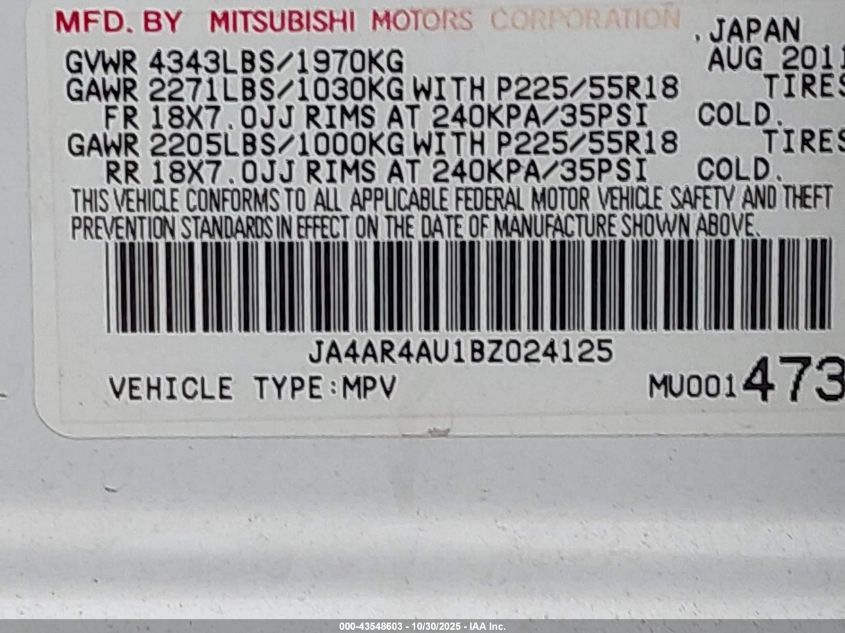 MFD. BY MITSUBISHI MOTORS CORPORATION , JAPAN
GVWR 4343LBS/1970KG AUG 2011
GAWR 2271LBS/1030KG WITH P225/55R18 TIRES
FR 18X7.0JJ RIMS AT 240KPA/35PSI COLD.
GAWR 2205LBS/1000KG WITH P225/55R18 TIRES
RR 18X7.0JJ RIMS AT 240KPA/35PSI COLD.
THIS VEHICLE CONFORMS TO ALL APPLICABLE FEDERAL MOTOR VEHICLE SAFETY AND THEFT
PREVENTION STANDARDS IN EFFECT ON THE DATE OF MANUFACTURE SHOWN ABOVE.
JA4AR4AU1BZ024125
VEHICLE TYPE:MPV MU001473
000-43548603 - 10/30/2025 - IAA Inc.